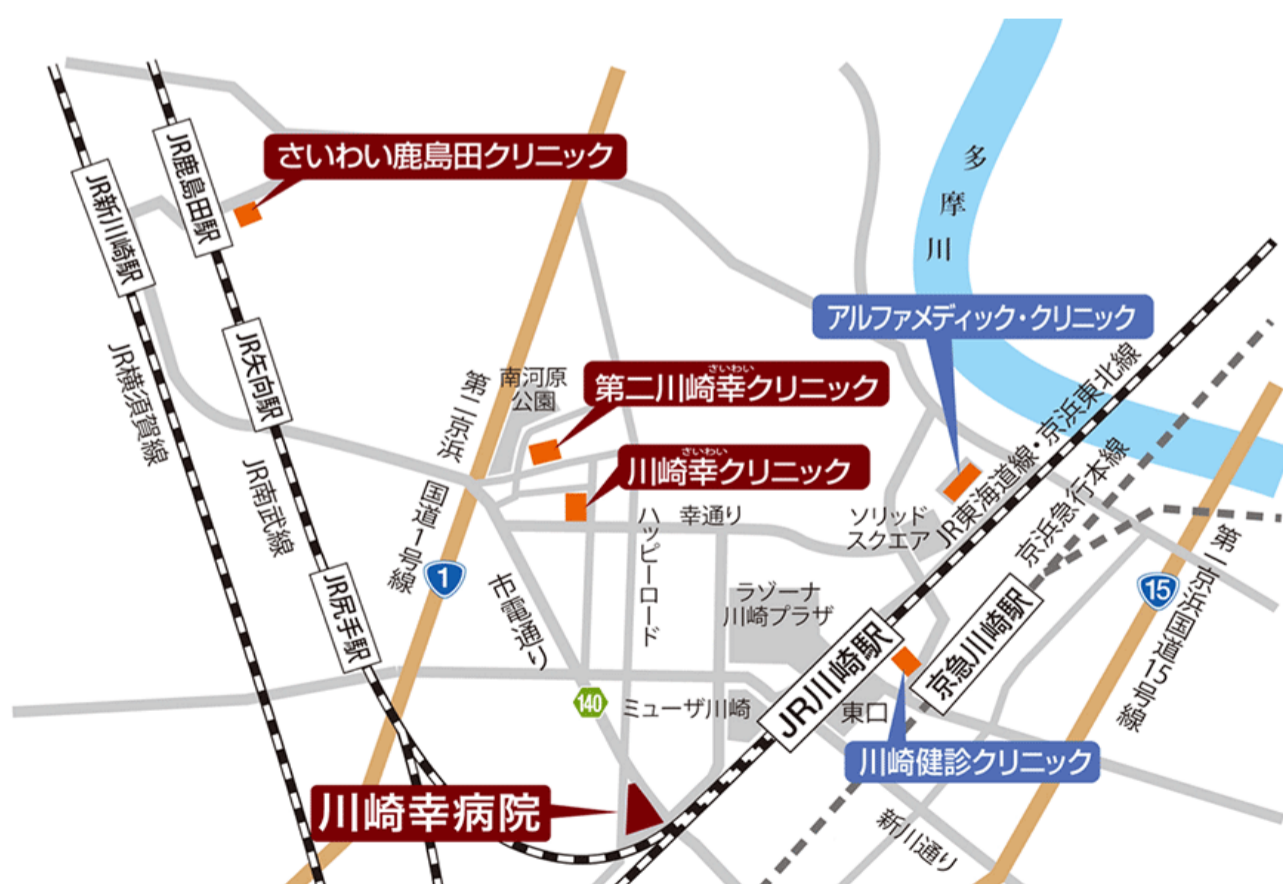 さいわい鹿島田クリニック
JR鹿島田駅
JR新川崎駅
多摩川
アルファメディック・クリニック
JR矢向駅
JR横須賀線
南河原
公園
さいわい
第二川崎幸クリニック
第二京浜
国道1号線
1
さいわい
川崎幸クリニック
JR南武線
JR東海道線・京浜東北線
京浜急行本線
ハッピーロード
幸通り
ソリッド
スクエア
15
第一京浜国道15号線
JR尻手駅
市電通り
ラゾーナ
川崎プラザ
JR川崎駅
京急川崎駅
140
ミューザ川崎
東口
川崎健診クリニック
川崎幸病院
新川通り